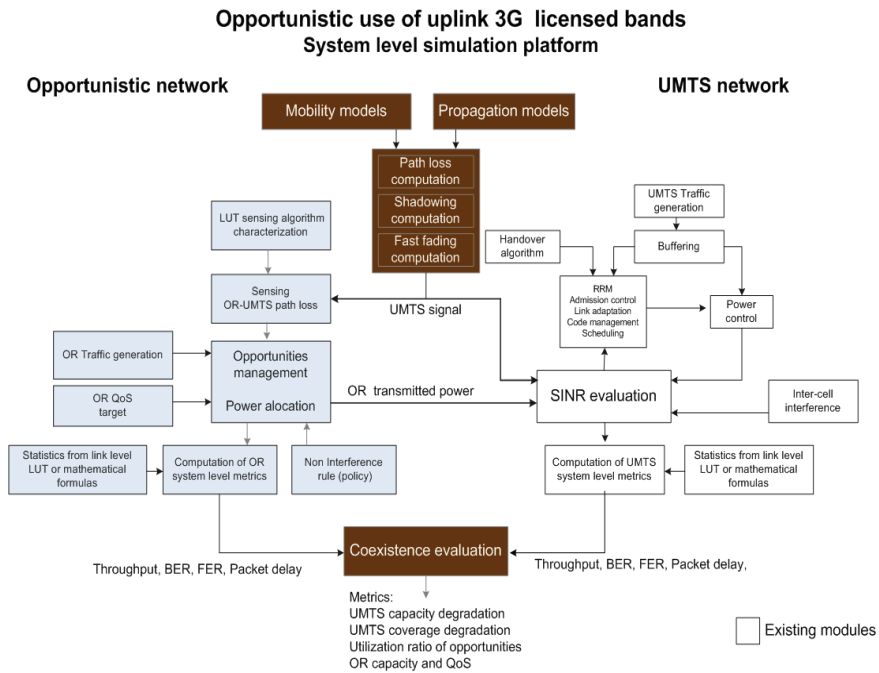 Opportunistic use of uplink 3G licensed bands
System level simulation platform
Opportunistic network
UMTS network
Mobility models
Propagation models
Path loss
computation
Shadowing
computation
Fast fading
computation
LUT sensing algorithm
characterization
Sensing
OR-UMTS path loss
UMTS signal
UMTS Traffic
generation
Buffering
Handover
algorithm
RRM
Admission control
Link adaptation
Code management
Scheduling
Power
control
OR Traffic generation
OR QoS
target
Opportunities
management
Power alocation
OR transmitted power
SINR evaluation
Inter-cell
interference
Statistics from link level
LUT or mathematical
formulas
Computation of OR
system level metrics
Non Interference
rule (policy)
Computation of UMTS
system level metrics
Statistics from link level
LUT or mathematical
formulas
Coexistence evaluation
Throughput, BER, FER, Packet delay
Throughput, BER, FER, Packet delay,
Metrics:
UMTS capacity degradation
UMTS coverage degradation
Utilization ratio of opportunities
OR capacity and QoS
Existing modules